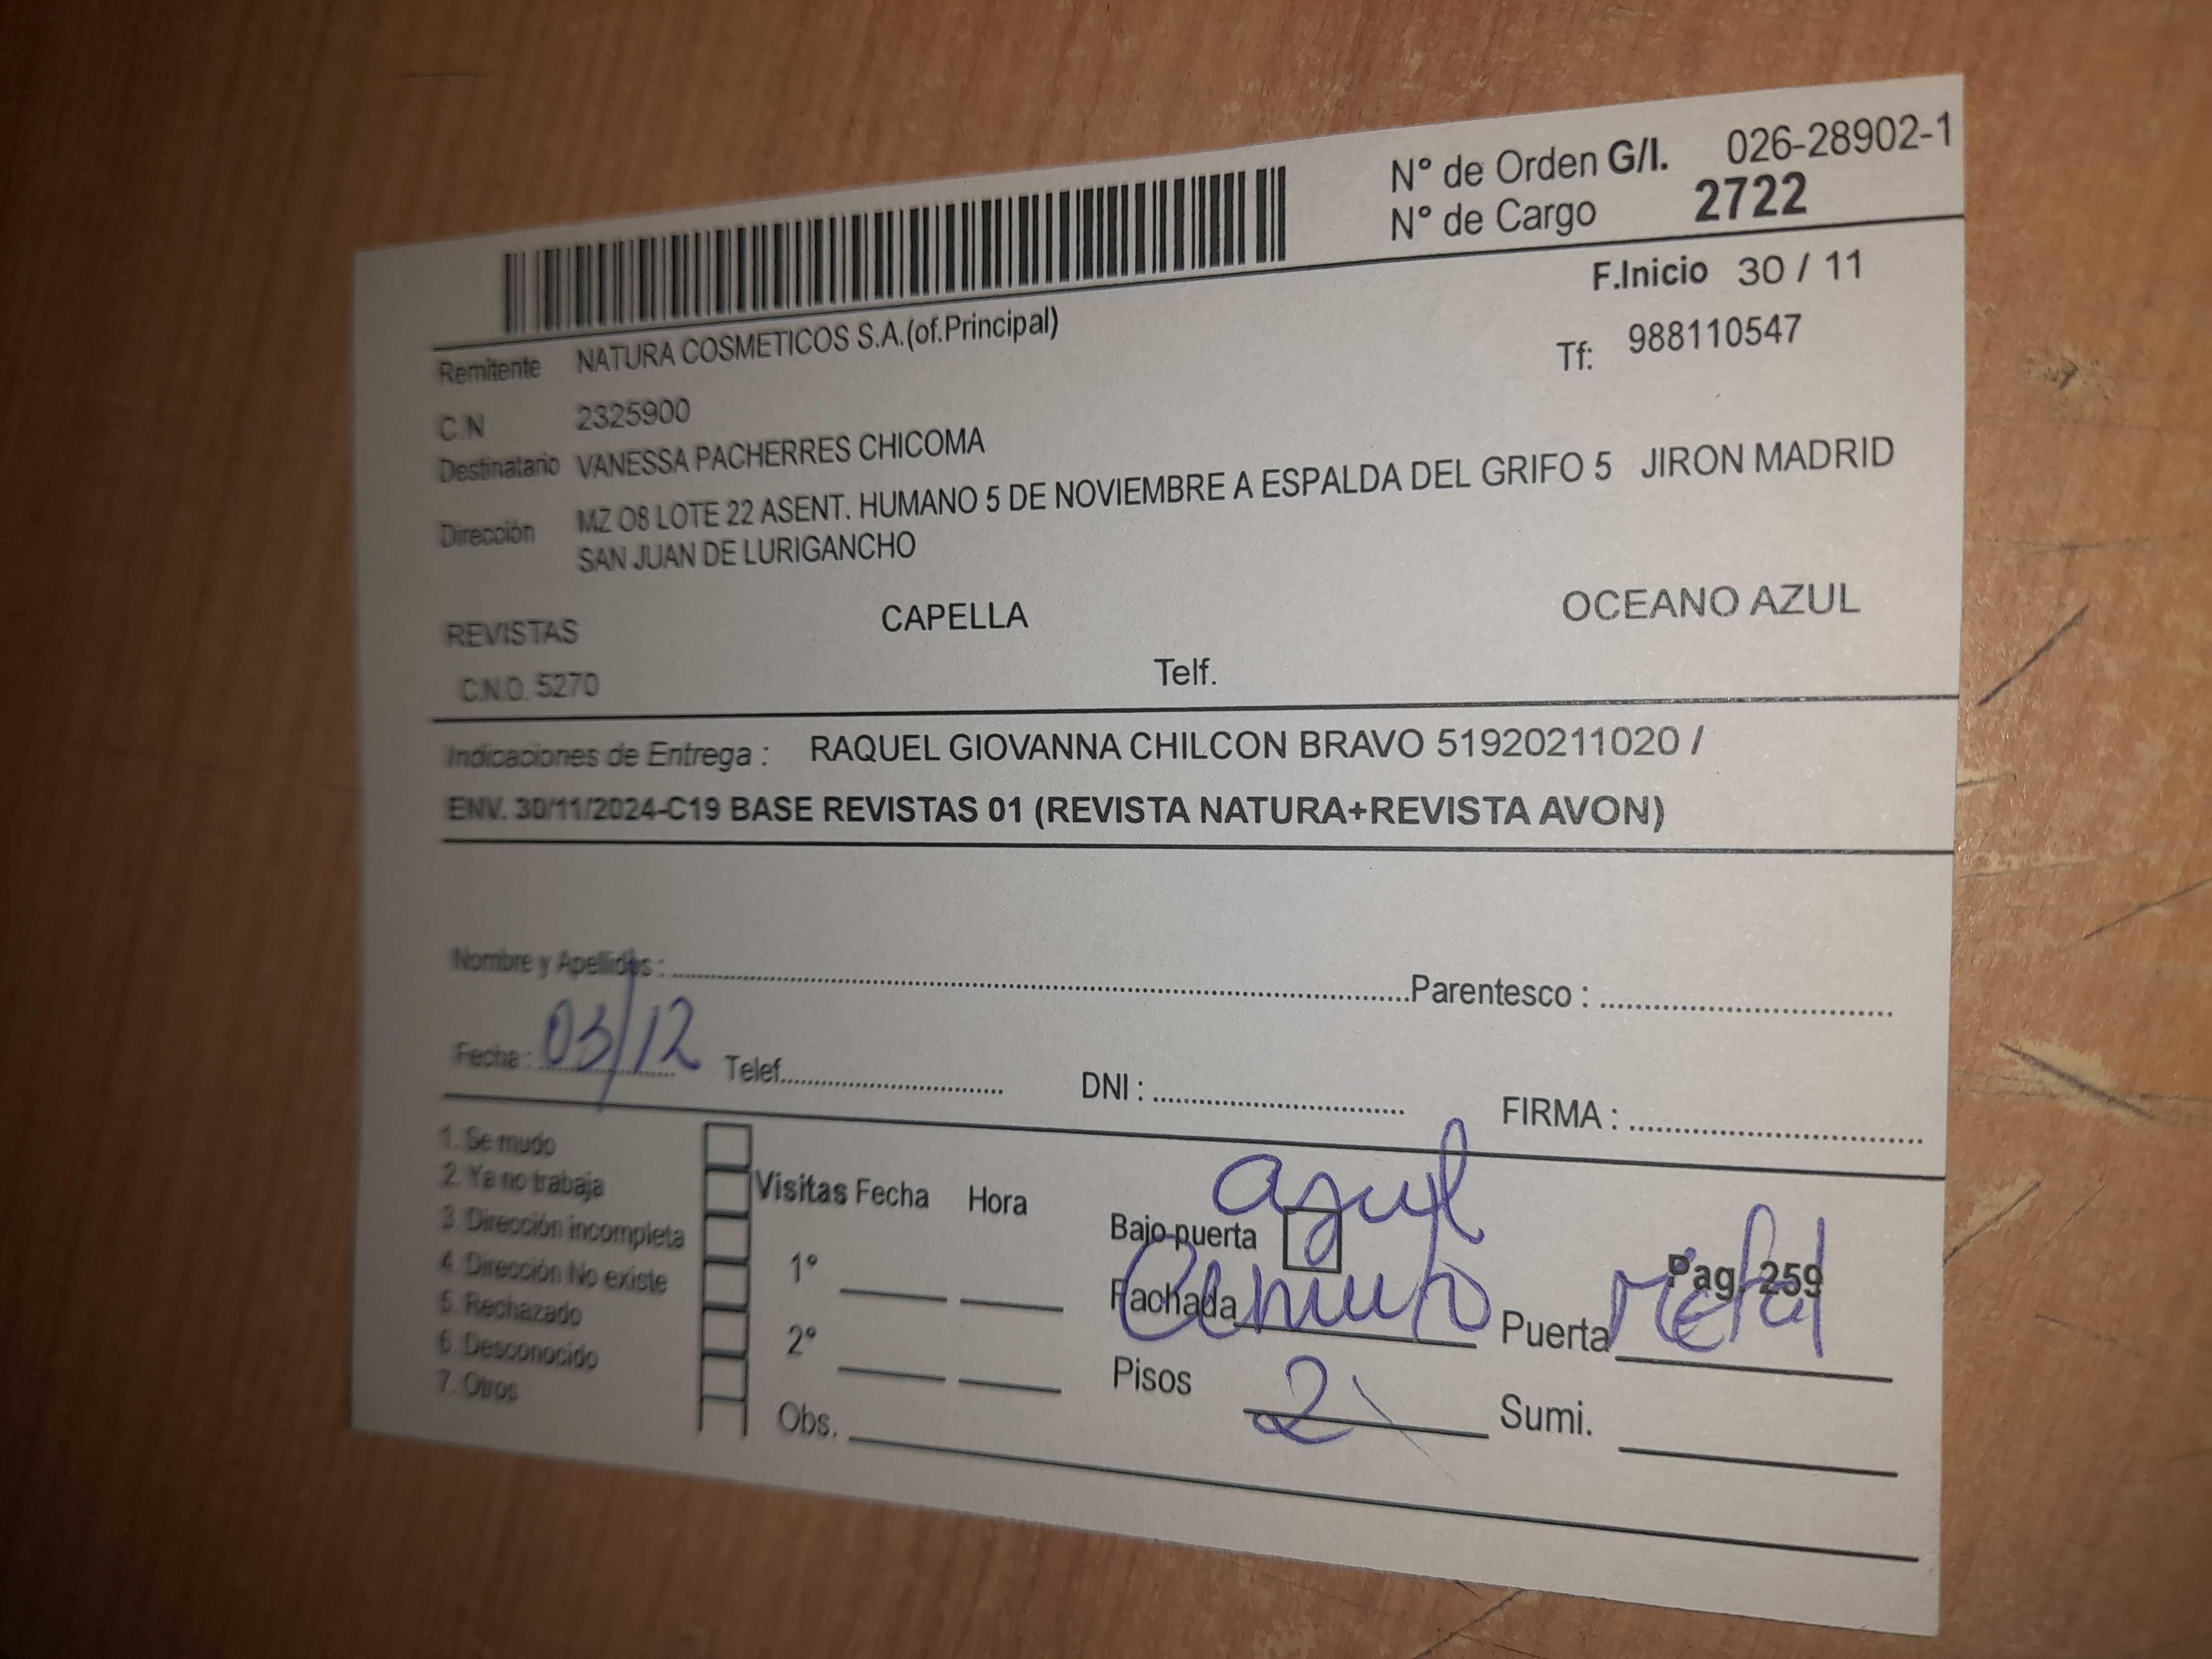 N° de Orden G/I. 026-28902-1
N° de Cargo 2722
F.Inicio 30 / 11
Remitente NATURA COSMETICOS S.A.(of.Principal) Tf: 988110547
C.N 2325900
Destinatario VANESSA PACHERRES CHICOMA
Dirección MZ O8 LOTE 22 ASENT. HUMANO 5 DE NOVIEMBRE A ESPALDA DEL GRIFO 5 JIRON MADRID
SAN JUAN DE LURIGANCHO
REVISTAS CAPELLA OCEANO AZUL
C.N.O. 5270 Telf.
Indicaciones de Entrega : RAQUEL GIOVANNA CHILCON BRAVO 51920211020 /
ENV. 30/11/2024-C19 BASE REVISTAS 01 (REVISTA NATURA+REVISTA AVON)
Nombre y Apellidos : Parentesco :
Fecha : 03/12 Telef. DNI : FIRMA :
1. Se mudo
2. Ya no trabaja
3. Dirección incompleta
4. Dirección No existe
5. Rechazado
6. Desconocido
7. Otros
Visitas Fecha Hora
1°
2°
Obs.
azul
Bajo puerta
Fachada Puerta Pag. 259
Pisos 2 Sumi.